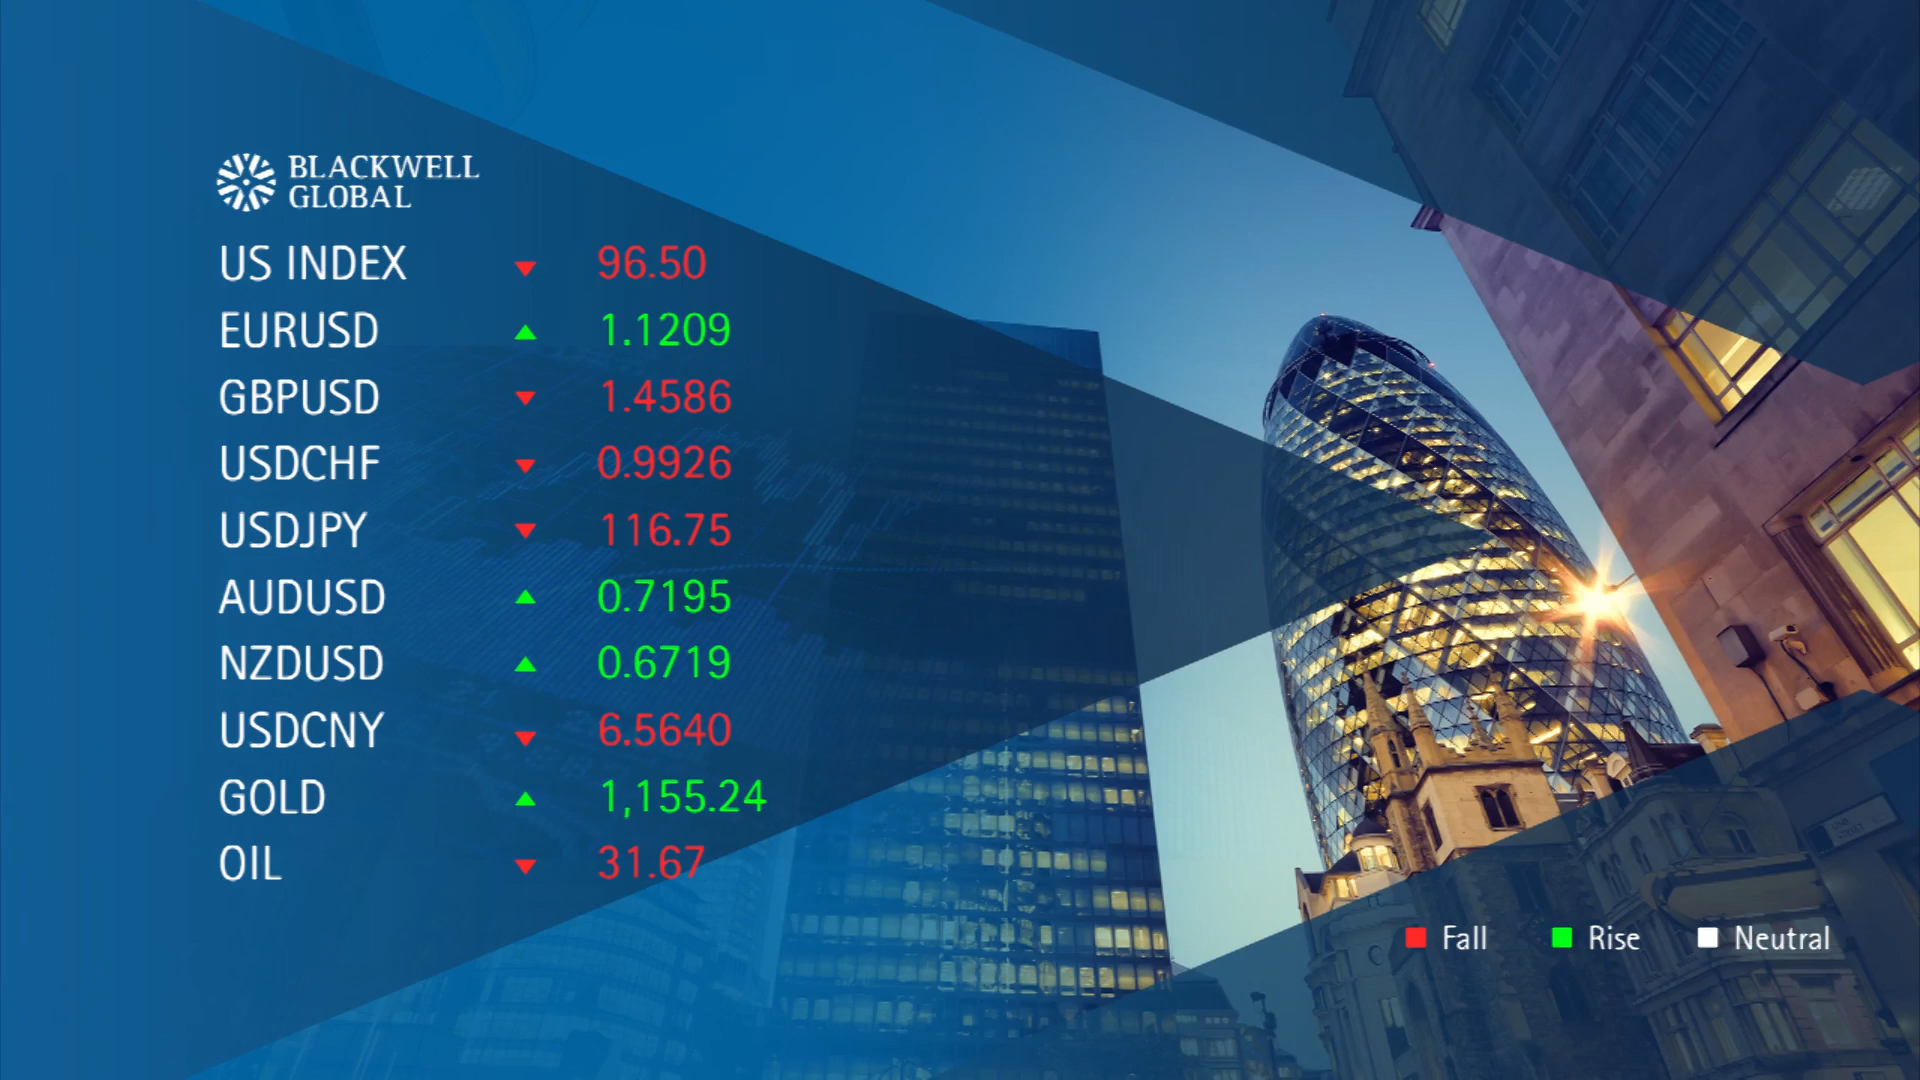 BLACKWELL
GLOBAL
US INDEX ▼ 96.50
EURUSD ▲ 1.1209
GBPUSD ▼ 1.4586
USDCHF ▼ 0.9926
USDJPY ▼ 116.75
AUDUSD ▲ 0.7195
NZDUSD ▲ 0.6719
USDCNY ▼ 6.5640
GOLD ▲ 1,155.24
OIL ▼ 31.67
Fall Rise Neutral